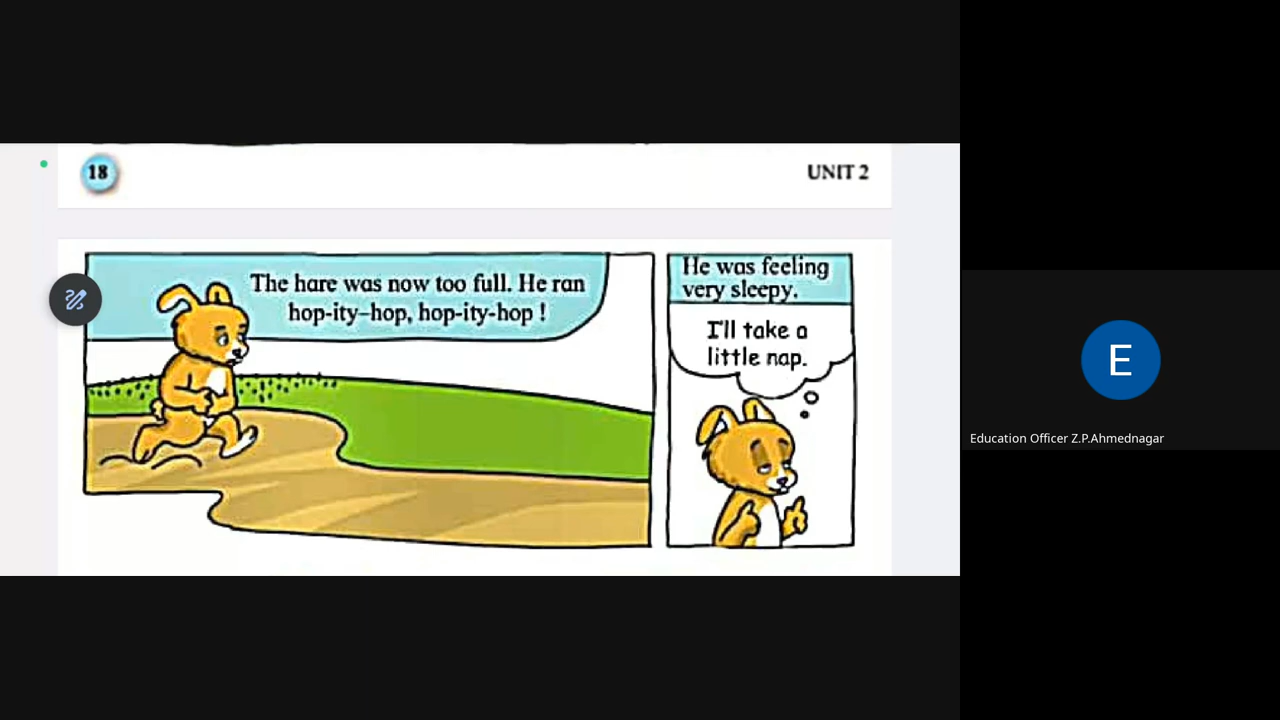 18
UNIT 2
The hare was now too full. He ran
hop-ity–hop, hop-ity-hop !
He was feeling
very sleepy.
I'll take a
little nap.
E
Education Officer Z.P.Ahmednagar